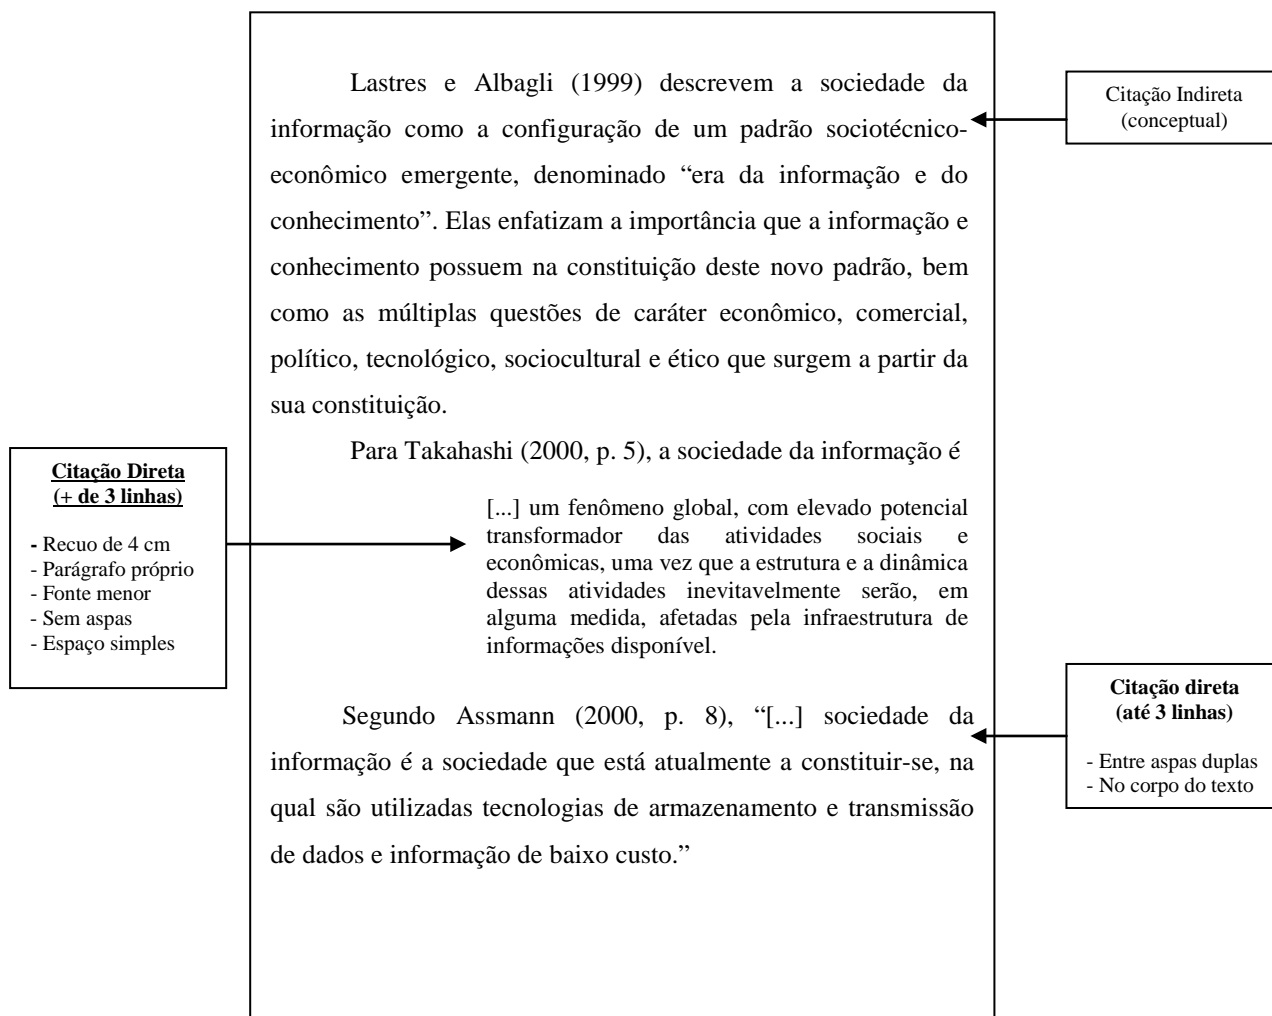 Lastres e Albagli (1999) descrevem a sociedade da
informação como a configuração de um padrão sociotécnico-
econômico emergente, denominado “era da informação e do
conhecimento”. Elas enfatizam a importância que a informação e
conhecimento possuem na constituição deste novo padrão, bem
como as múltiplas questões de caráter econômico, comercial,
político, tecnológico, sociocultural e ético que surgem a partir da
sua constituição.
Citação Indireta
(conceptual)
Para Takahashi (2000, p. 5), a sociedade da informação é
Citação Direta
(+ de 3 linhas)
- Recuo de 4 cm
- Parágrafo próprio
- Fonte menor
- Sem aspas
- Espaço simples
[...] um fenômeno global, com elevado potencial
transformador das atividades sociais e
econômicas, uma vez que a estrutura e a dinâmica
dessas atividades inevitavelmente serão, em
alguma medida, afetadas pela infraestrutura de
informações disponível.
Segundo Assmann (2000, p. 8), “[...] sociedade da
informação é a sociedade que está atualmente a constituir-se, na
qual são utilizadas tecnologias de armazenamento e transmissão
de dados e informação de baixo custo.”
Citação direta
(até 3 linhas)
- Entre aspas duplas
- No corpo do texto